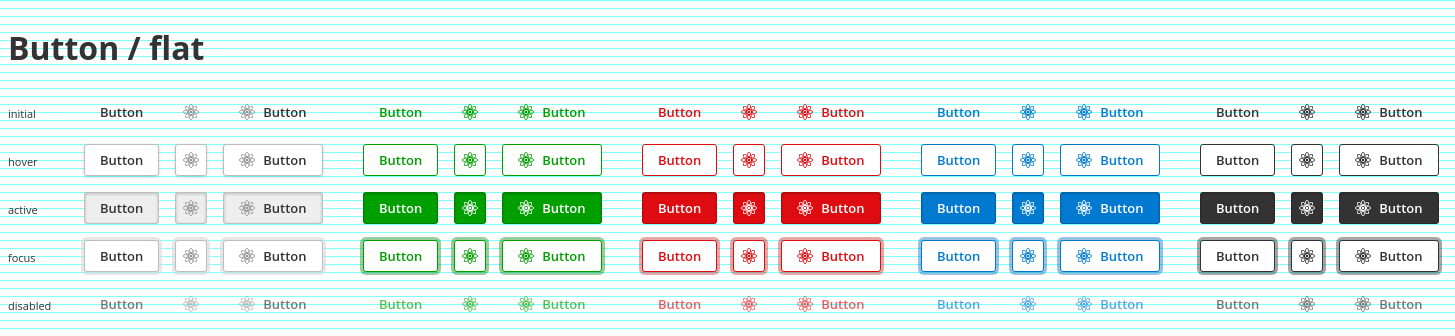 Button / flat
initial Button Button Button Button Button Button Button Button Button Button
hover Button Button Button Button Button Button Button Button Button Button
active Button Button Button Button Button Button Button Button Button Button
focus Button Button Button Button Button Button Button Button Button Button
disabled Button Button Button Button Button Button Button Button Button Button